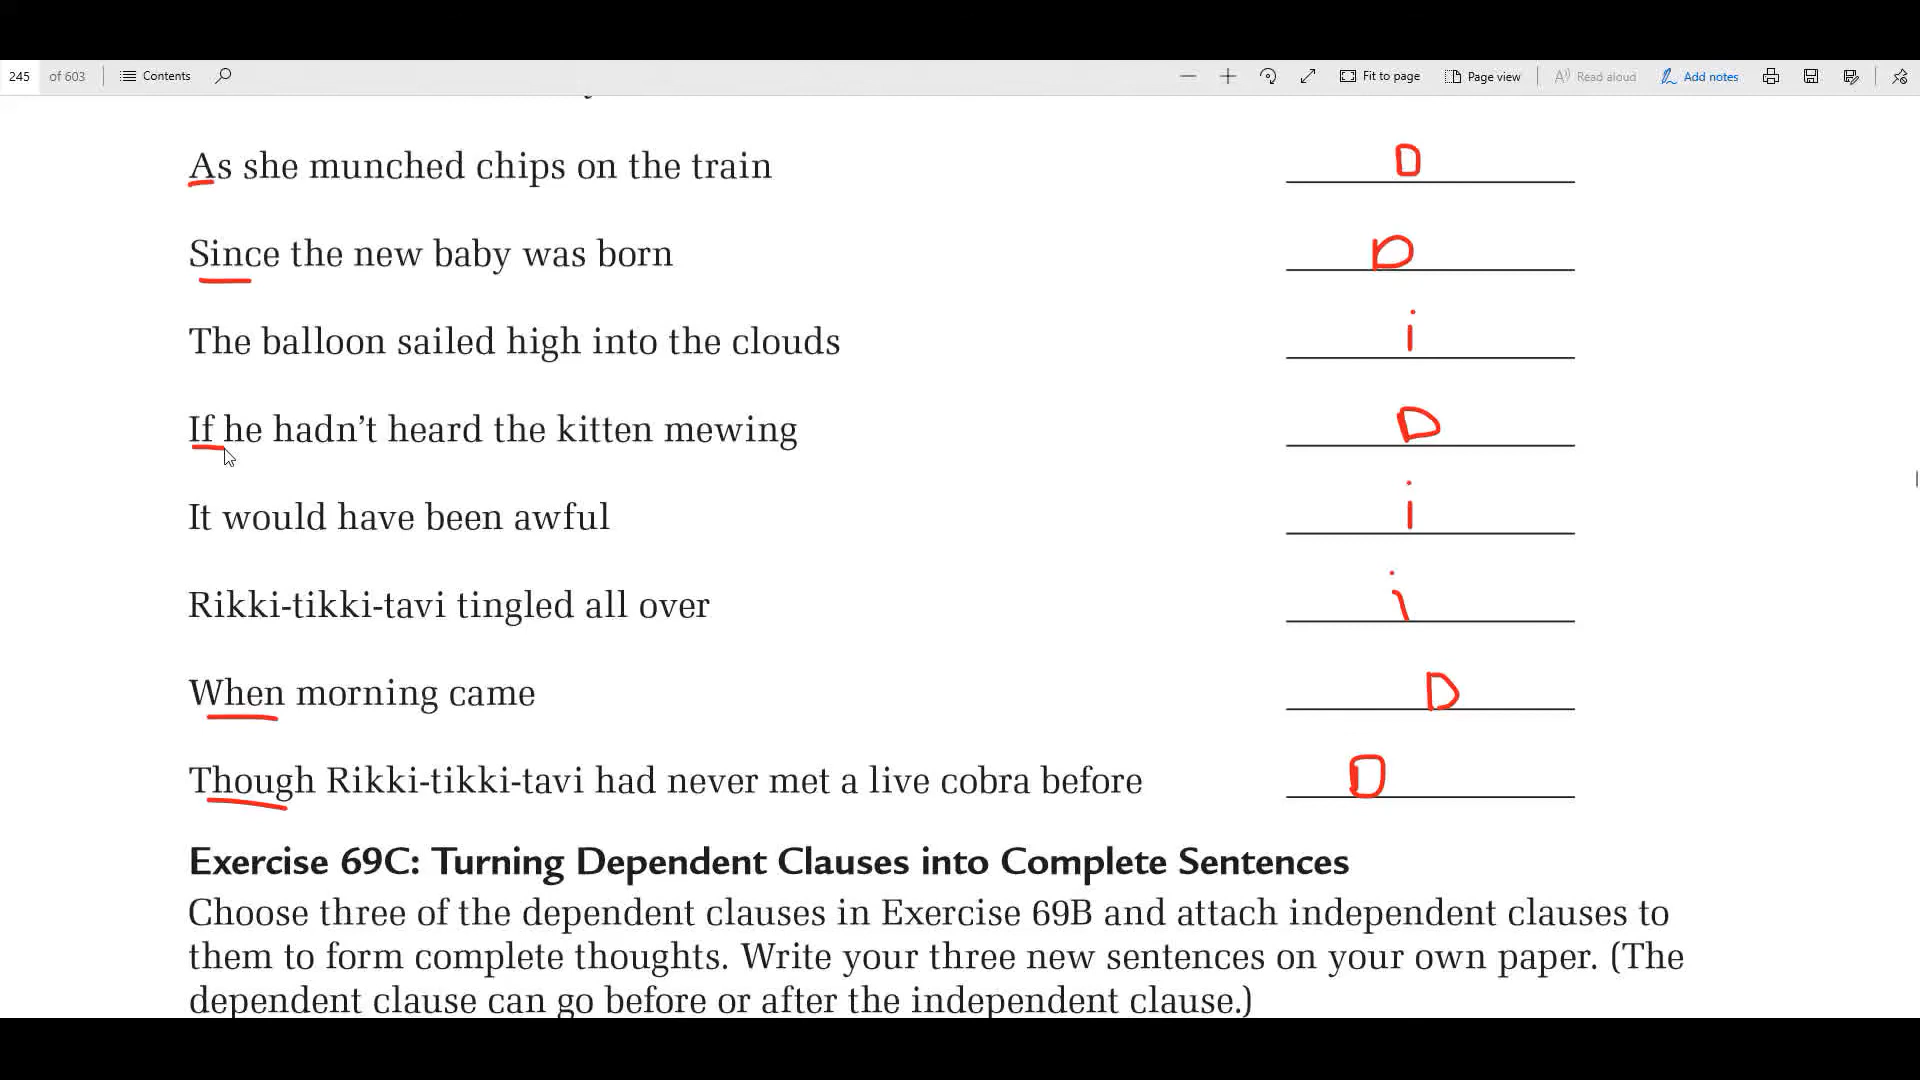 245 of 603 Contents Fit to page Page view Read aloud Add notes
As she munched chips on the train D
Since the new baby was born D
The balloon sailed high into the clouds i
If he hadn't heard the kitten mewing D
It would have been awful i
Rikki-tikki-tavi tingled all over i
When morning came D
Though Rikki-tikki-tavi had never met a live cobra before D
Exercise 69C: Turning Dependent Clauses into Complete Sentences
Choose three of the dependent clauses in Exercise 69B and attach independent clauses to
them to form complete thoughts. Write your three new sentences on your own paper. (The
dependent clause can go before or after the independent clause.)